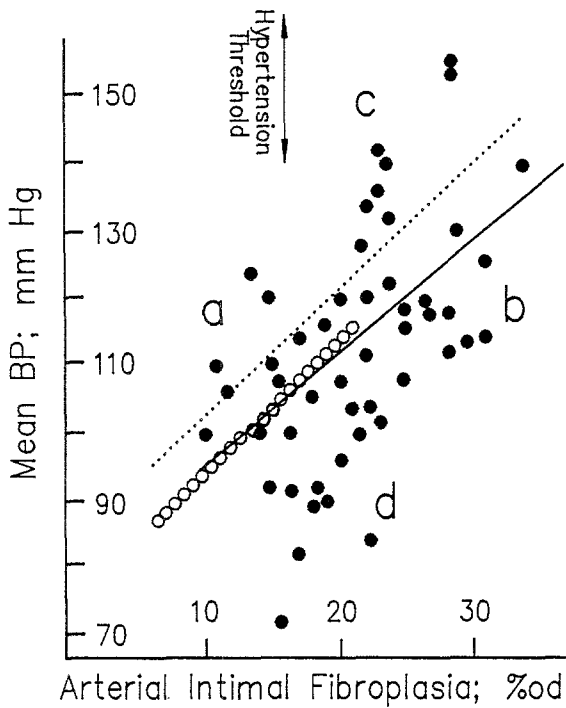 Hypertension
Threshold
150
130
110
90
70
Mean BP; mm Hg
a
b
c
d
10 20 30
Arterial Intimal Fibroplasia; %od